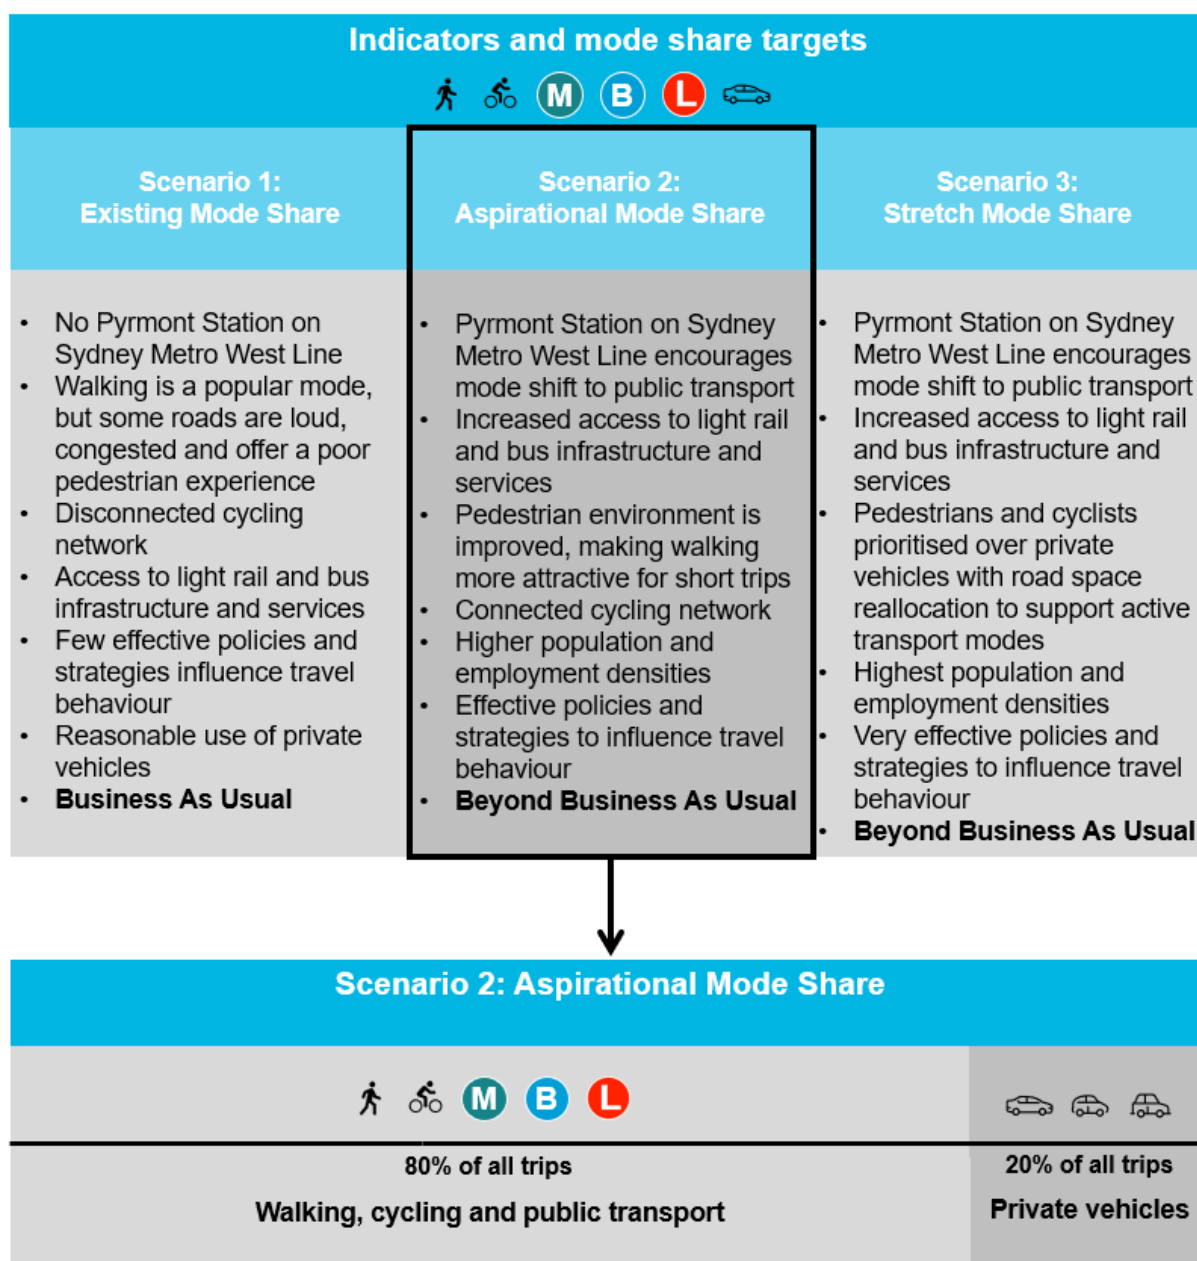 Indicators and mode share targets
M B L
Scenario 1:
Existing Mode Share
• No Pyrmont Station on
Sydney Metro West Line
• Walking is a popular mode,
but some roads are loud,
congested and offer a poor
pedestrian experience
• Disconnected cycling
network
• Access to light rail and bus
infrastructure and services
• Few effective policies and
strategies influence travel
behaviour
• Reasonable use of private
vehicles
• Business As Usual
Scenario 2:
Aspirational Mode Share
• Pyrmont Station on Sydney
Metro West Line encourages
mode shift to public transport
• Increased access to light rail
and bus infrastructure and
services
• Pedestrian environment is
improved, making walking
more attractive for short trips
• Connected cycling network
• Higher population and
employment densities
• Effective policies and
strategies to influence travel
behaviour
• Beyond Business As Usual
Scenario 3:
Stretch Mode Share
• Pyrmont Station on Sydney
Metro West Line encourages
mode shift to public transport
• Increased access to light rail
and bus infrastructure and
services
• Pedestrians and cyclists
prioritised over private
vehicles with road space
reallocation to support active
transport modes
• Highest population and
employment densities
• Very effective policies and
strategies to influence travel
behaviour
• Beyond Business As Usual
Scenario 2: Aspirational Mode Share
M B L
80% of all trips
Walking, cycling and public transport
20% of all trips
Private vehicles